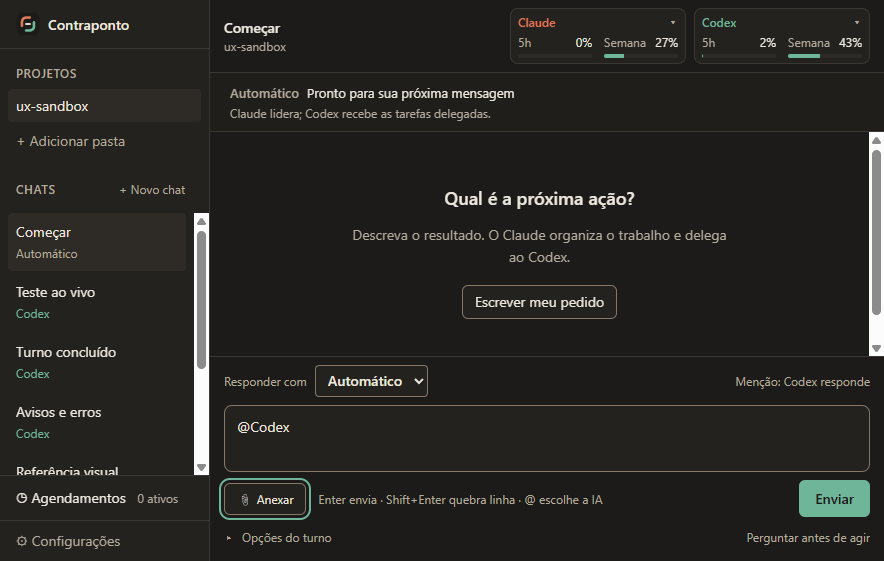 Contraponto
PROJETOS
ux-sandbox
+ Adicionar pasta
CHATS + Novo chat
Começar
Automático
Teste ao vivo
Codex
Turno concluído
Codex
Avisos e erros
Codex
Referência visual
Agendamentos 0 ativos
Configurações
Começar
ux-sandbox
Claude
5h 0% Semana 27%
Codex
5h 2% Semana 43%
Automático Pronto para sua próxima mensagem
Claude lidera; Codex recebe as tarefas delegadas.
Qual é a próxima ação?
Descreva o resultado. O Claude organiza o trabalho e delega
ao Codex.
Escrever meu pedido
Responder com Automático Menção: Codex responde
@Codex
Anexar Enter envia · Shift+Enter quebra linha · @ escolhe a IA Enviar
Opções do turno Perguntar antes de agir